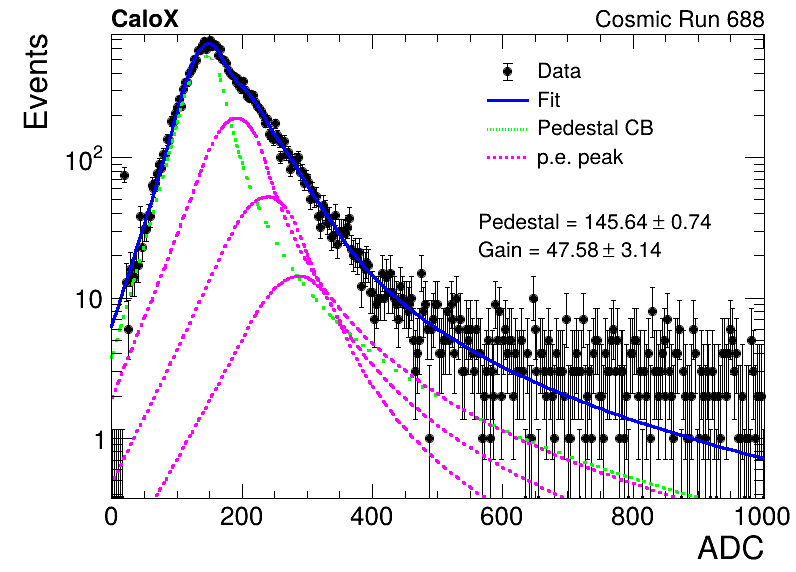 CaloX Cosmic Run 688
Events
Data
Fit
Pedestal CB
p.e. peak
Pedestal = 145.64 ± 0.74
Gain = 47.58 ± 3.14
10²
10
1
0 200 400 600 800 1000
ADC